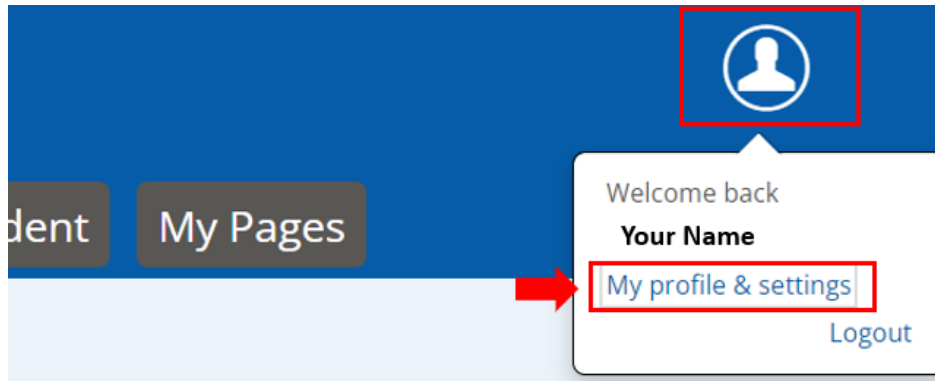 dent
My Pages
Welcome back
Your Name
My profile & settings
Logout